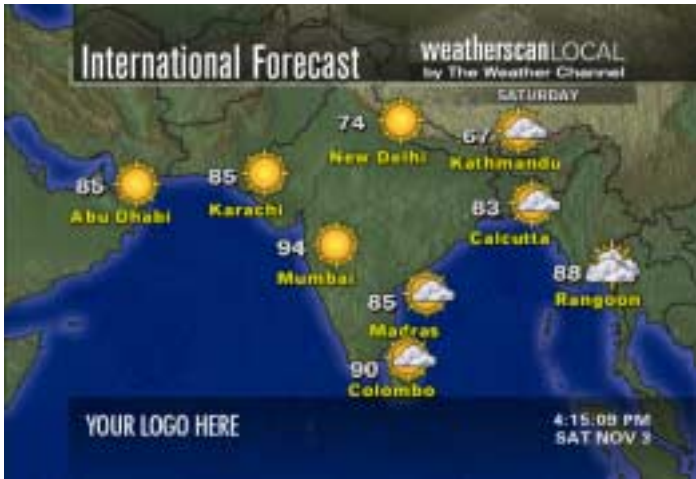 International Forecast
weatherscanLOCAL
by The Weather Channel
SATURDAY
74
New Delhi
67
Kathmandu
85
Abu Dhabi
85
Karachi
83
Calcutta
94
Mumbai
88
Rangoon
85
Madras
90
Colombo
YOUR LOGO HERE
4:15:09 PM
SAT NOV 3